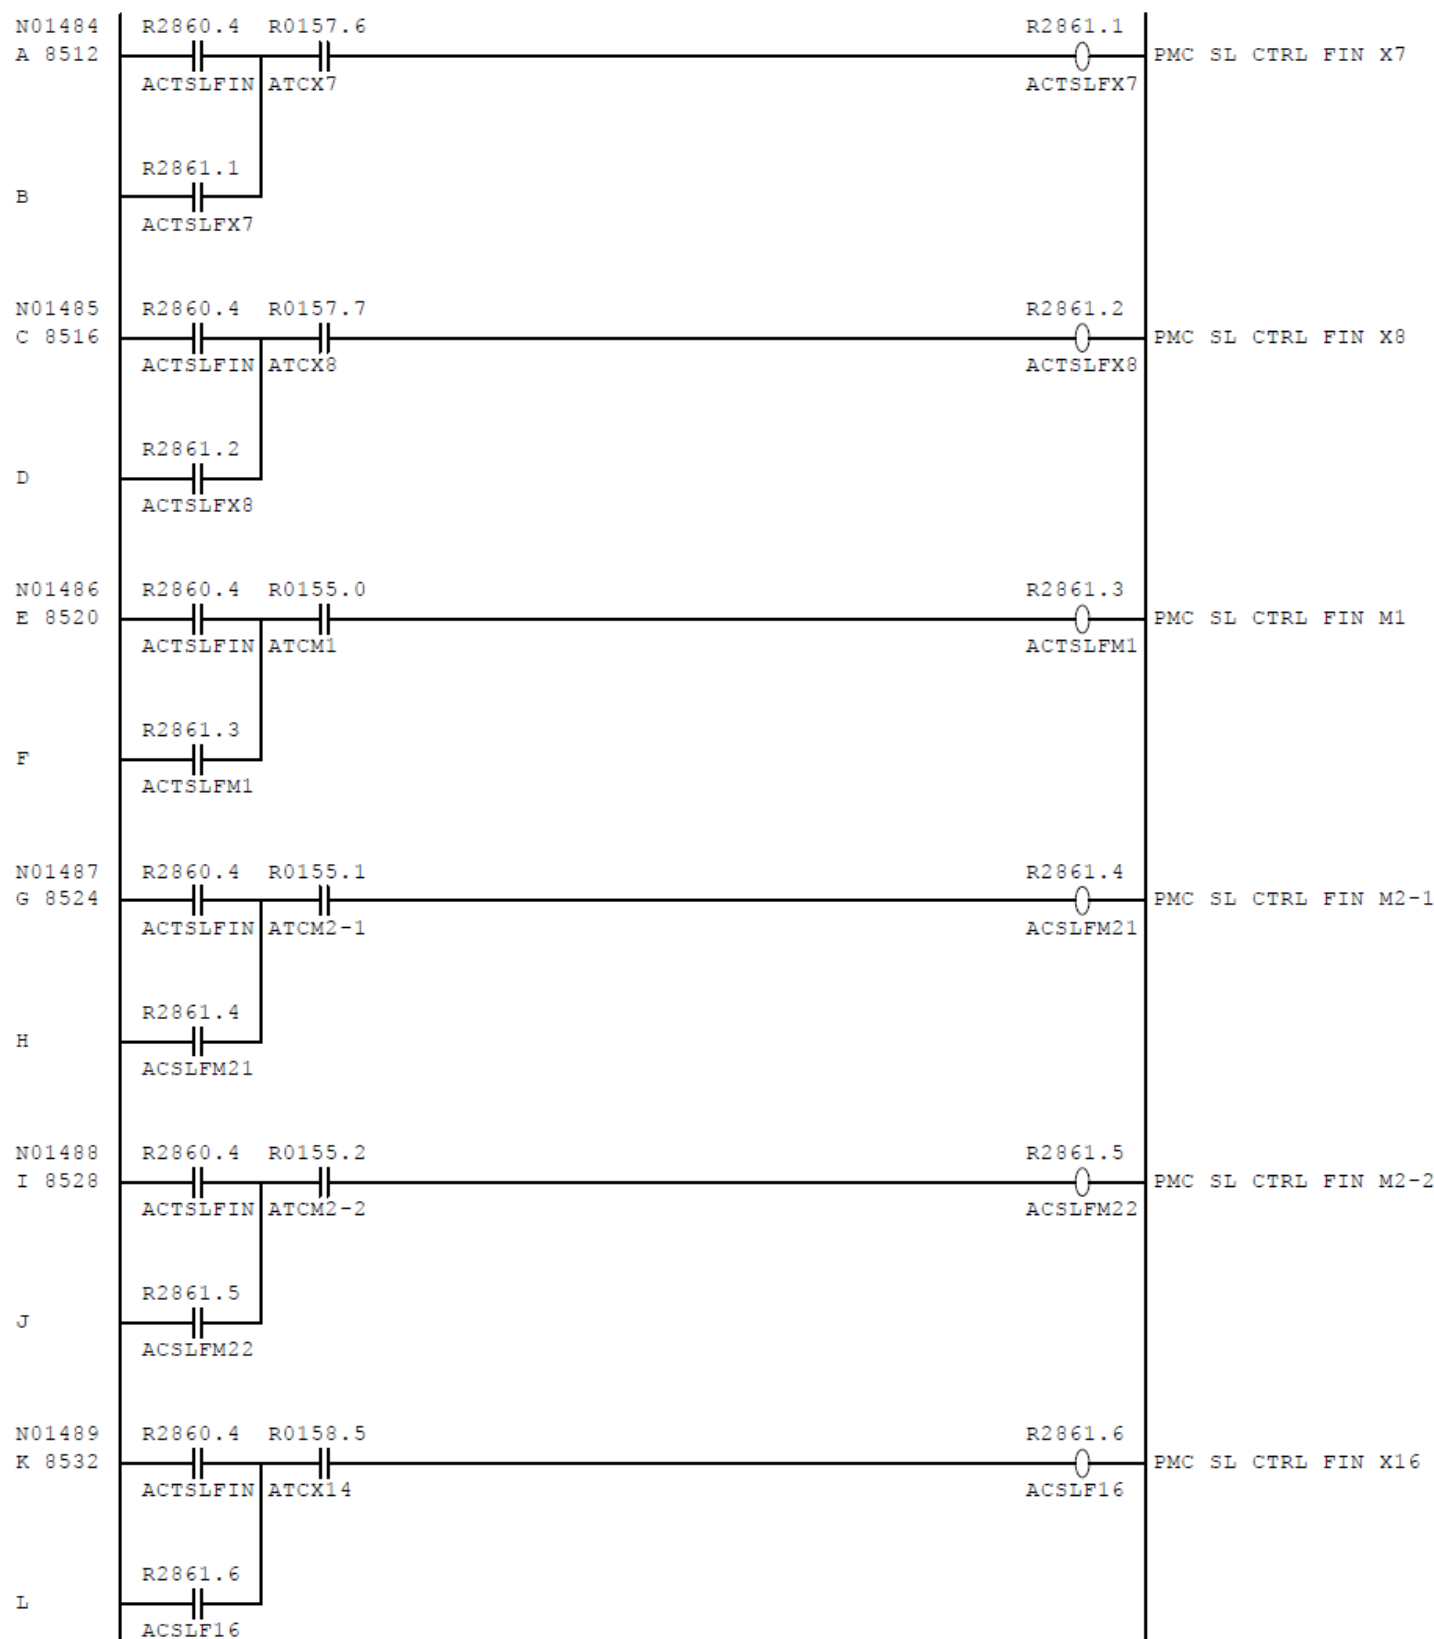 N01484 R2860.4 R0157.6 R2861.1
A 8512 PMC SL CTRL FIN X7
ACTSLFIN ATCX7 ACTSLFX7
R2861.1
B
ACTSLFX7
N01485 R2860.4 R0157.7 R2861.2
C 8516 PMC SL CTRL FIN X8
ACTSLFIN ATCX8 ACTSLFX8
R2861.2
D
ACTSLFX8
N01486 R2860.4 R0155.0 R2861.3
E 8520 PMC SL CTRL FIN M1
ACTSLFIN ATCM1 ACTSLFM1
R2861.3
F
ACTSLFM1
N01487 R2860.4 R0155.1 R2861.4
G 8524 PMC SL CTRL FIN M2-1
ACTSLFIN ATCM2-1 ACSLFM21
R2861.4
H
ACSLFM21
N01488 R2860.4 R0155.2 R2861.5
I 8528 PMC SL CTRL FIN M2-2
ACTSLFIN ATCM2-2 ACSLFM22
R2861.5
J
ACSLFM22
N01489 R2860.4 R0158.5 R2861.6
K 8532 PMC SL CTRL FIN X16
ACTSLFIN ATCX14 ACSLF16
R2861.6
L
ACSLF16